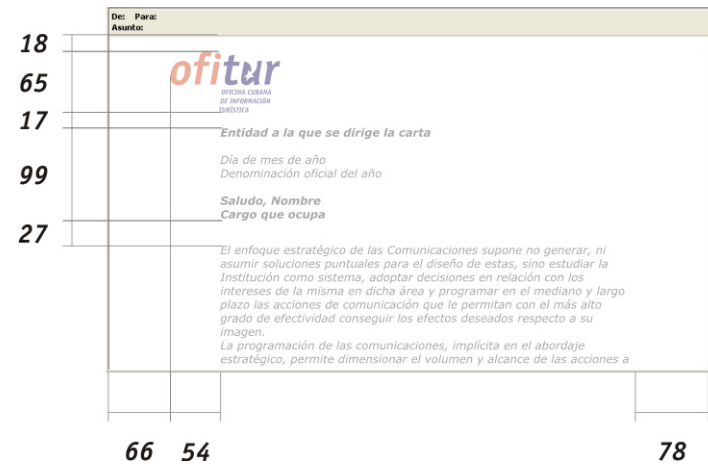 De: Para:
Asunto:
18
65
17
99
27
ofitur
OFICINA CUBANA
DE INFORMACIÓN
TURÍSTICA
Entidad a la que se dirige la carta
Día de mes de año
Denominación oficial del año
Saludo, Nombre
Cargo que ocupa
El enfoque estratégico de las Comunicaciones supone no generar, ni
asumir soluciones puntuales para el diseño de estas, sino estudiar la
Institución como sistema, adoptar decisiones en relación con los
intereses de la misma en dicha área y programar en el mediano y largo
plazo las acciones de comunicación que le permitan con el más alto
grado de efectividad conseguir los efectos deseados respecto a su
imagen.
La programación de las comunicaciones, implícita en el abordaje
estratégico, permite dimensionar el volumen y alcance de las acciones a
66 54 78